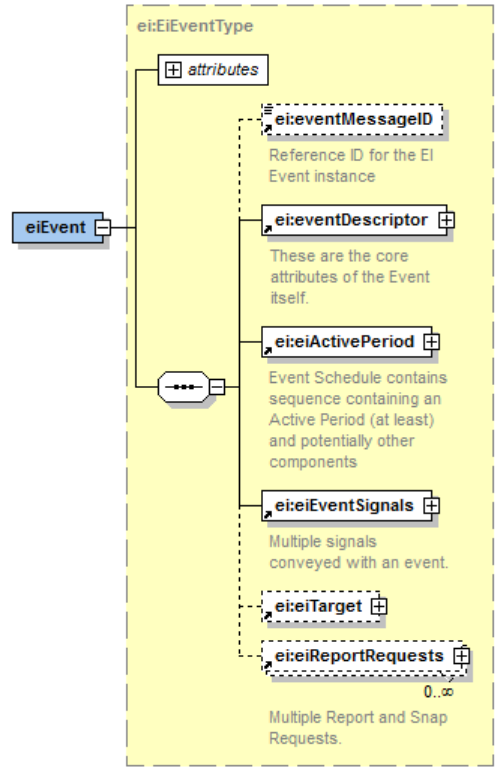 ei:EiEventType
attributes
ei:eventMessageID
Reference ID for the EI
Event instance
eiEvent
ei:eventDescriptor
These are the core
attributes of the Event
itself.
ei:eiActivePeriod
Event Schedule contains
sequence containing an
Active Period (at least)
and potentially other
components
ei:eiEventSignals
Multiple signals
conveyed with an event.
ei:eiTarget
ei:eiReportRequests
0..∞
Multiple Report and Snap
Requests.